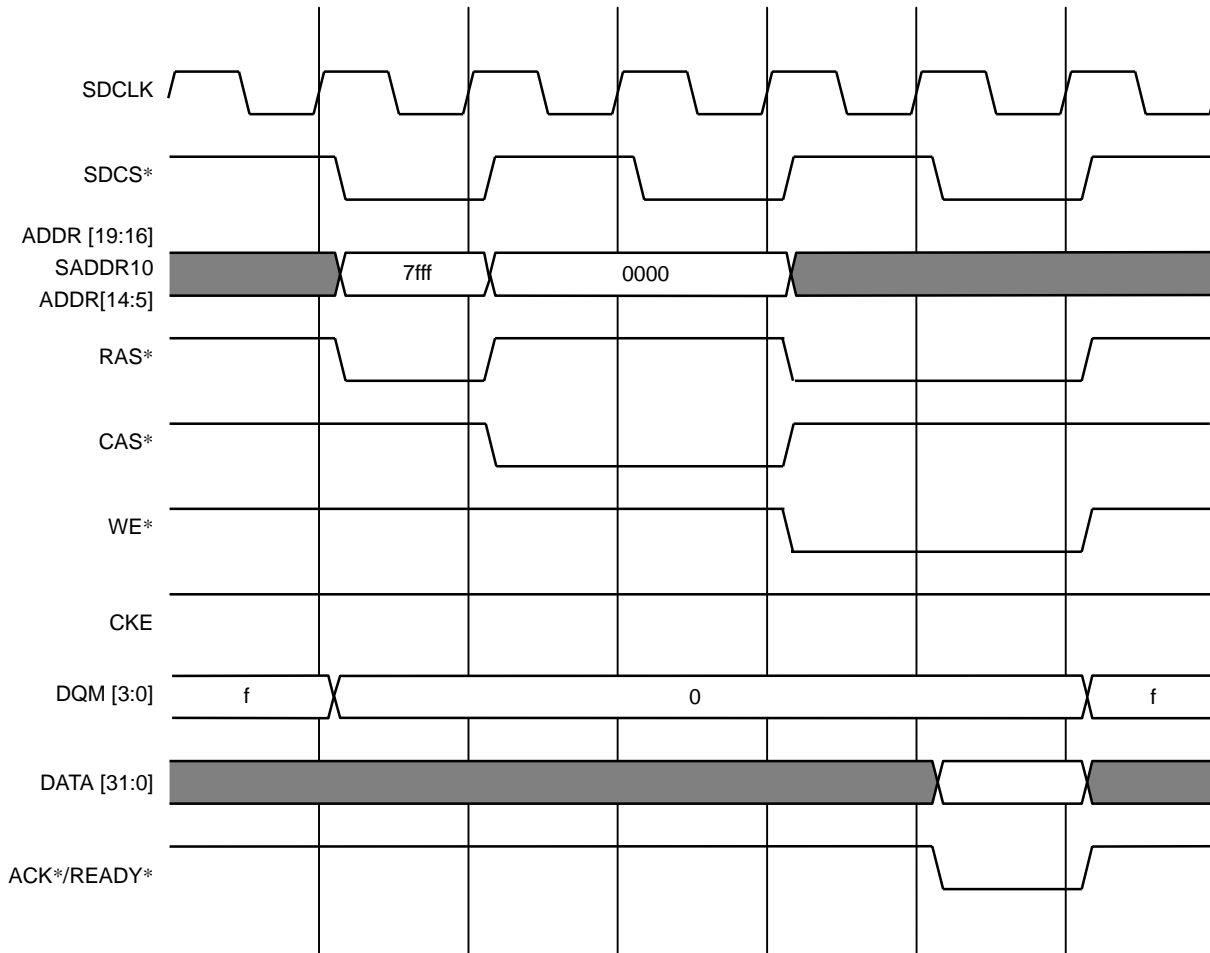 SDCLK
SDCS*
ADDR [19:16]
SADDR10
ADDR[14:5]
7fff
0000
RAS*
CAS*
WE*
CKE
DQM [3:0]
f
0
f
DATA [31:0]
ACK*/READY*